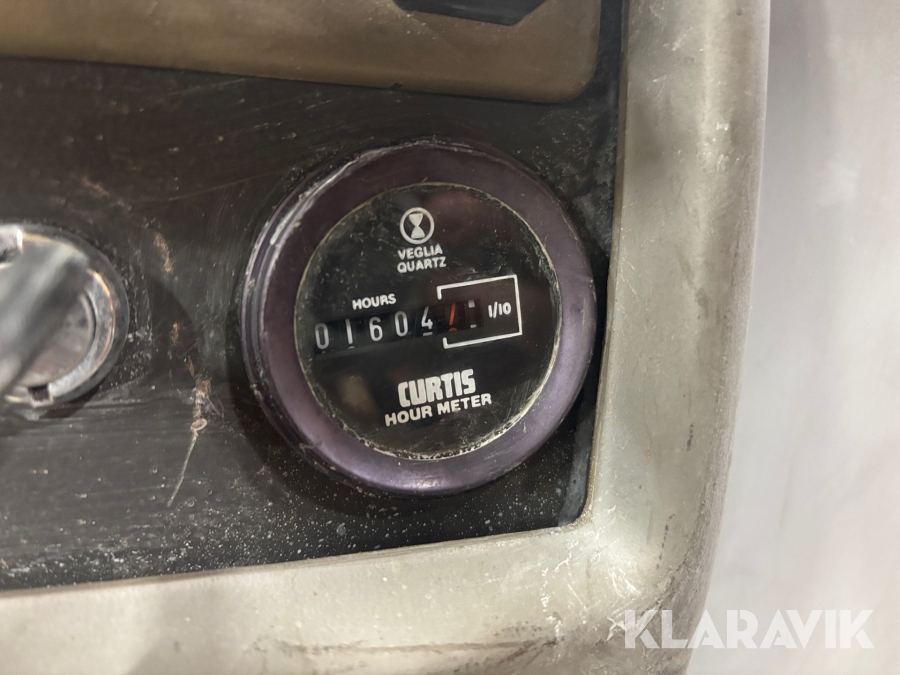 VEGLIA
QUARTZ
HOURS
01604
1/10
CURTIS
HOUR METER
KLARAVIK